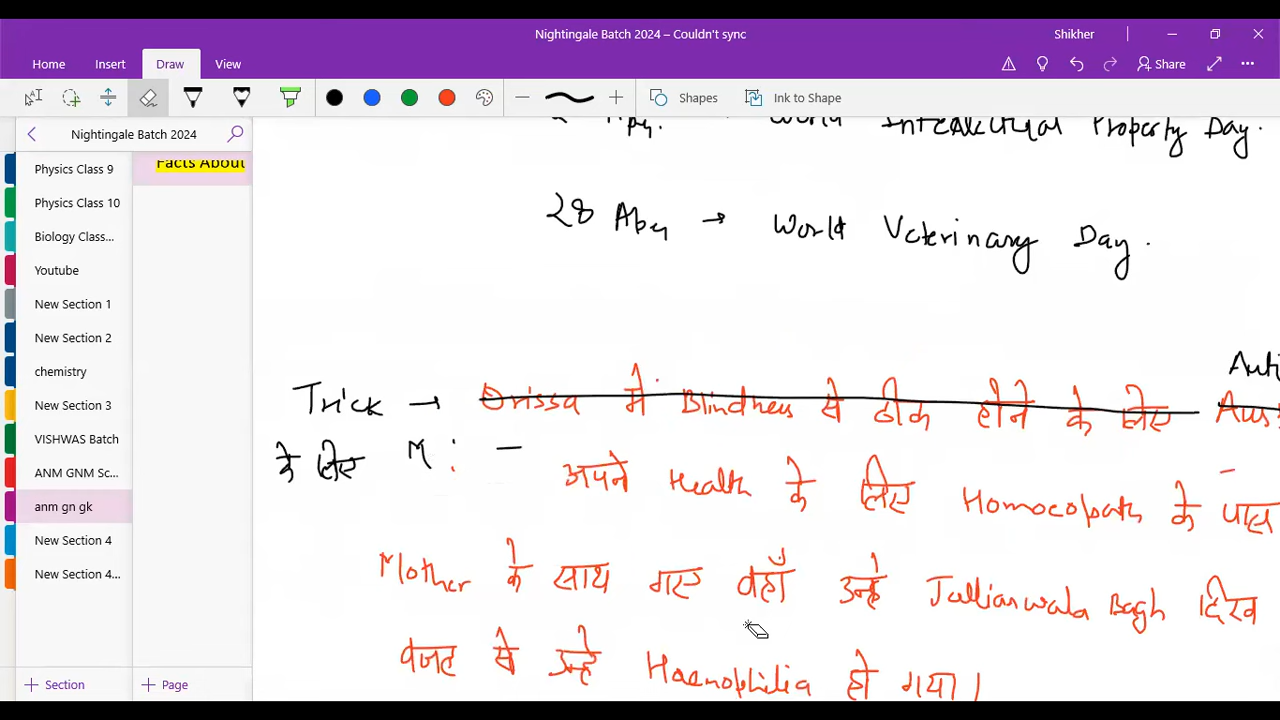 Nightingale Batch 2024 – Couldn't sync
Shikher
Home Insert Draw View
Share
Shapes
Ink to Shape
Nightingale Batch 2024
Physics Class 9
Physics Class 10
Biology Class...
Youtube
New Section 1
New Section 2
chemistry
New Section 3
VISHWAS Batch
ANM GNM Sc...
anm gn gk
New Section 4
New Section 4...
+ Section
+ Page
Facts About
World Intellectual Property Day.
28 Apr → World Veterinary Day.
Trick → Orissa में Blindness से ठीक होने के लिए
के लिए M : — अपने Health के लिए Homoeopath के पास
Mother के साथ गए वहाँ उन्हे Jallianwala Bagh दिख
वजह से उन्हे Haemophilia हो गया।